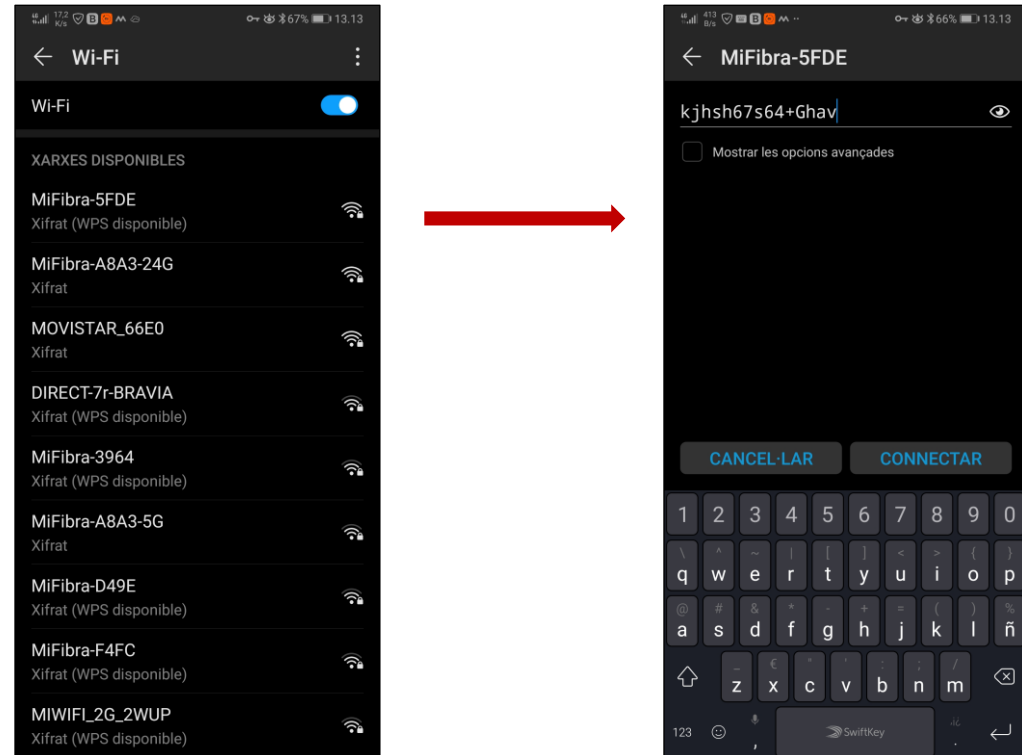 17,2 K/s 67% 13.13
Wi-Fi
Wi-Fi
XARXES DISPONIBLES
MiFibra-5FDE
Xifrat (WPS disponible)
MiFibra-A8A3-24G
Xifrat
MOVISTAR_66E0
Xifrat
DIRECT-7r-BRAVIA
Xifrat (WPS disponible)
MiFibra-3964
Xifrat (WPS disponible)
MiFibra-A8A3-5G
Xifrat
MiFibra-D49E
Xifrat (WPS disponible)
MiFibra-F4FC
Xifrat (WPS disponible)
MIWIFI_2G_2WUP
Xifrat (WPS disponible)
413 B/s 66% 13.13
MiFibra-5FDE
kjhsh67s64+Ghav
Mostrar les opcions avançades
CANCEL·LAR CONNECTAR
1 2 3 4 5 6 7 8 9 0
\ ^ ~ | [ ] < > { }
q w e r t y u i o p
@ # & * - + = ( ) %
a s d f g h j k l ñ
_ € " ' : ; /
z x c v b n m
123 , SwiftKey .